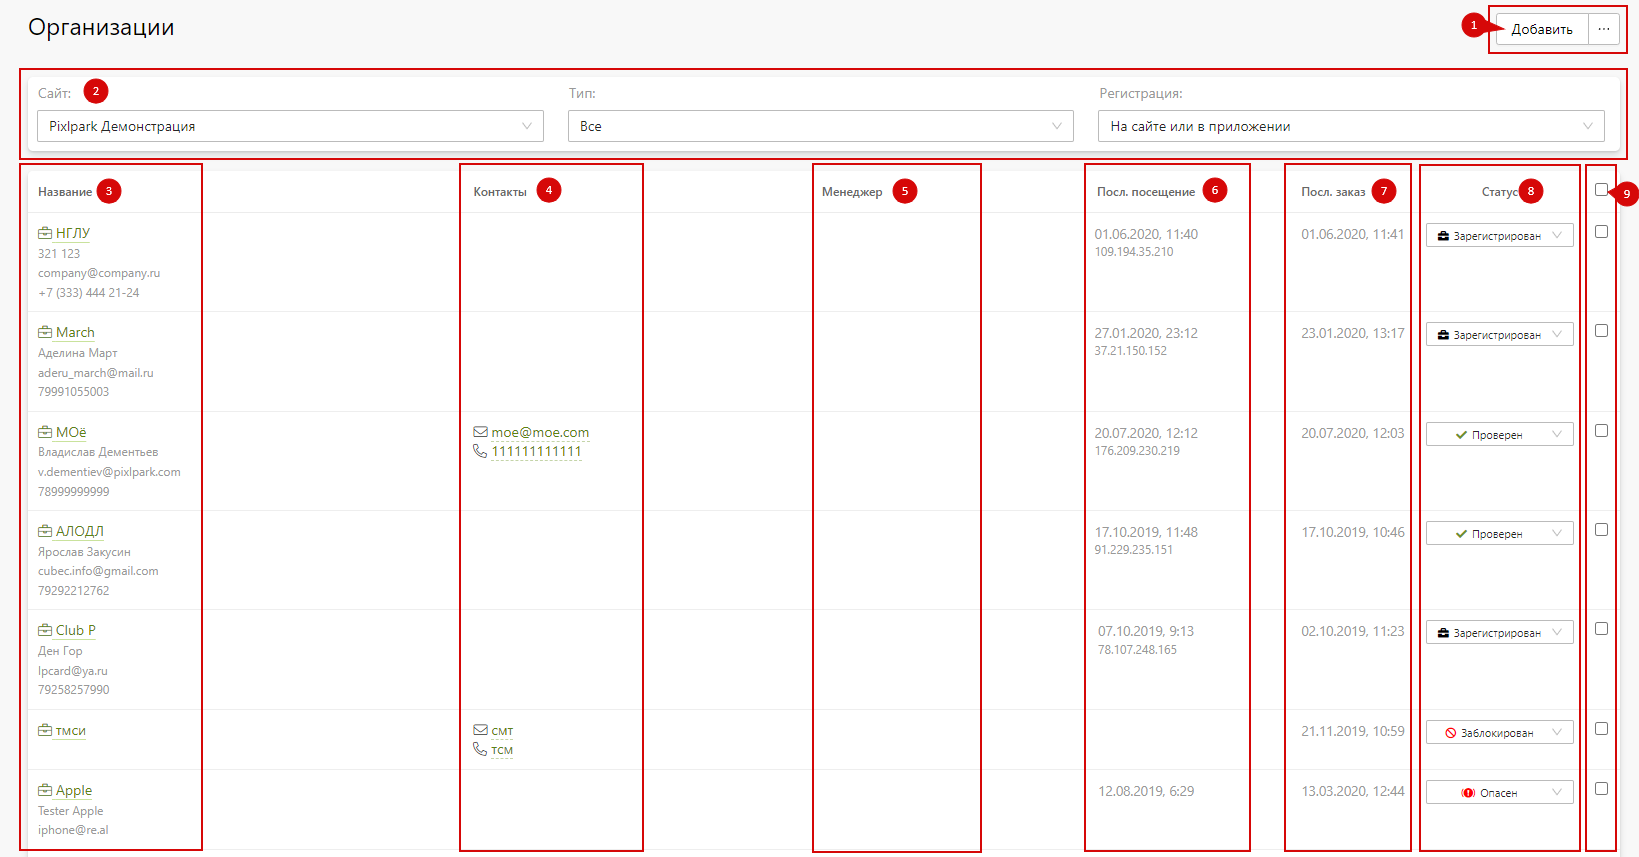 Организации
1
Добавить ...
Сайт: 2
Тип:
Регистрация:
Pixlpark Демонстрация
Все
На сайте или в приложении
Название 3
Контакты 4
Менеджер 5
Посл. посещение 6
Посл. заказ 7
Статус 8
9
НГЛУ
01.06.2020, 11:40
01.06.2020, 11:41
Зарегистрирован
321 123
109.194.35.210
company@company.ru
+7 (333) 444 21-24
March
27.01.2020, 23:12
23.01.2020, 13:17
Зарегистрирован
Аделина Март
37.21.150.152
aderu_march@mail.ru
79991055003
МОё
moe@moe.com
20.07.2020, 12:12
20.07.2020, 12:03
Проверен
Владислав Дементьев
111111111111
176.209.230.219
v.dementiev@pixlpark.com
78999999999
АЛОДЛ
17.10.2019, 11:48
17.10.2019, 10:46
Проверен
Ярослав Закусин
91.229.235.151
cubec.info@gmail.com
79292212762
Club P
07.10.2019, 9:13
02.10.2019, 11:23
Зарегистрирован
Ден Гор
78.107.248.165
lpcard@ya.ru
79258257990
тмси
смт
21.11.2019, 10:59
Заблокирован
тсм
Apple
12.08.2019, 6:29
13.03.2020, 12:44
Опасен
Tester Apple
iphone@re.al